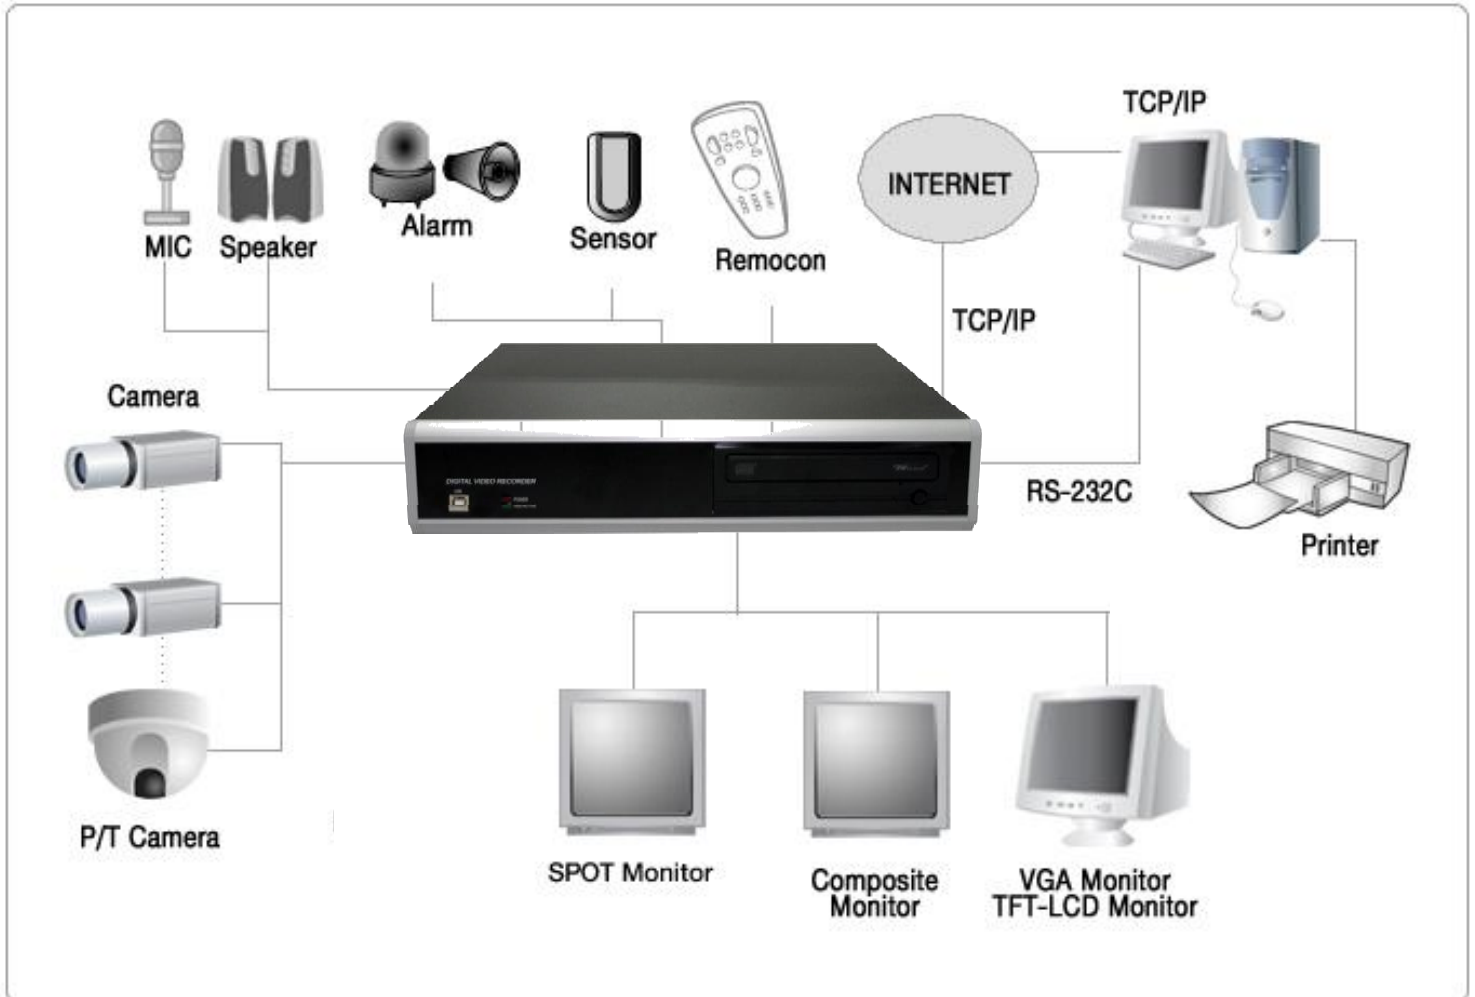 TCP/IP
INTERNET
MIC
Speaker
Alarm
Sensor
Remocon
TCP/IP
Camera
DIGITAL VIDEO RECORDER
RS-232C
Printer
P/T Camera
SPOT Monitor
Composite
Monitor
VGA Monitor
TFT-LCD Monitor